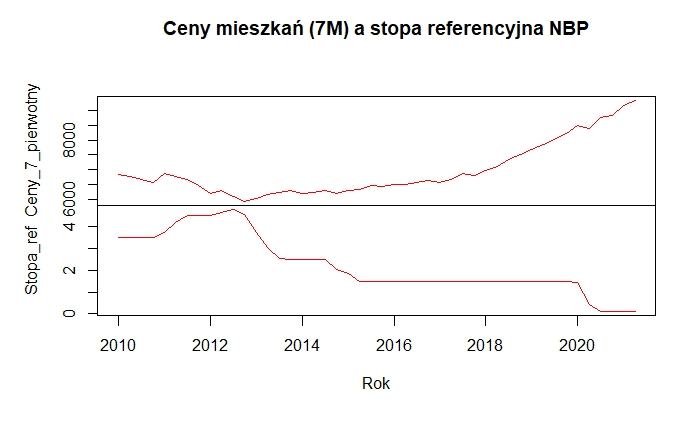 Ceny mieszkań (7M) a stopa referencyjna NBP
Ceny_7_pierwotny
8000
6000
Stopa_ref
4
2
0
2010 2012 2014 2016 2018 2020
Rok